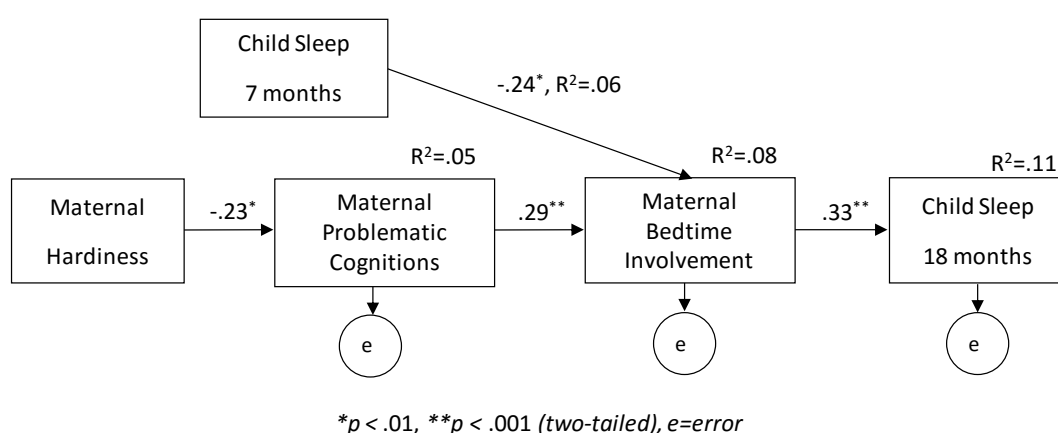 Child Sleep
7 months
-.24*, R²=.06
R²=.05
R²=.08
R²=.11
Maternal
Hardiness
-.23*
Maternal
Problematic
Cognitions
.29**
Maternal
Bedtime
Involvement
.33**
Child Sleep
18 months
e
e
e
*p < .01, **p < .001 (two-tailed), e=error